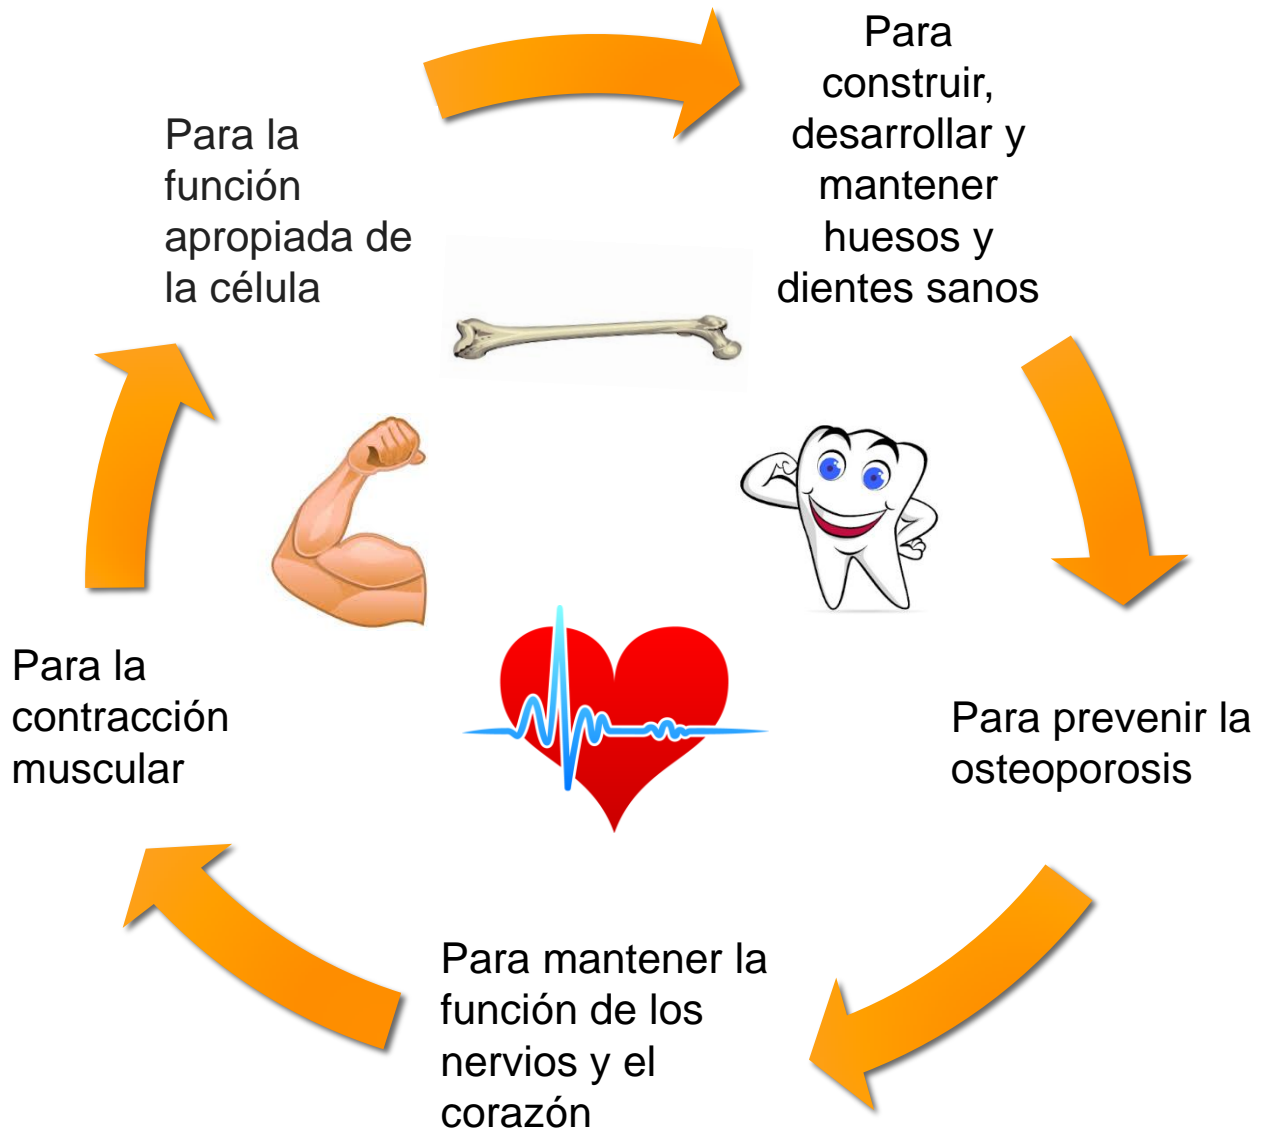 Para
construir,
desarrollar y
mantener
huesos y
dientes sanos
Para prevenir la
osteoporosis
Para mantener la
función de los
nervios y el
corazón
Para la
contracción
muscular
Para la
función
apropiada de
la célula